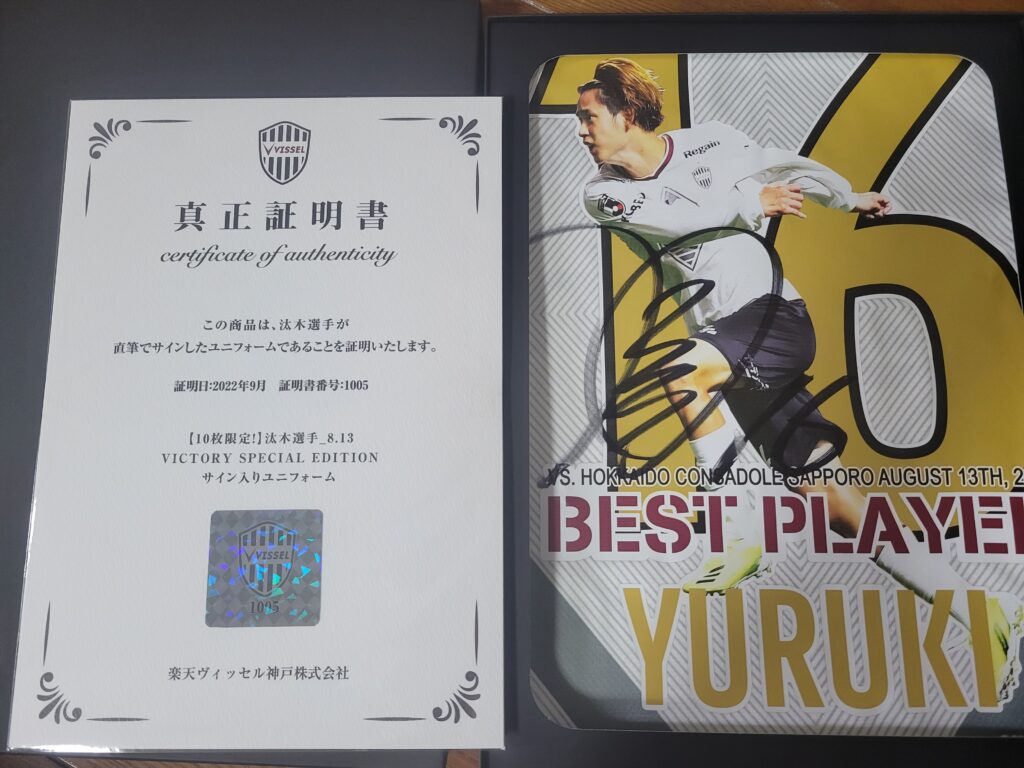 VISSEL
真正証明書
certificate of authenticity
この商品は、汰木選手が
直筆でサインしたユニフォームであることを証明いたします。
証明日:2022年9月 証明書番号:1005
【10枚限定!】汰木選手_8.13
VICTORY SPECIAL EDITION
サイン入りユニフォーム
VISSEL
1005
楽天ヴィッセル神戸株式会社
16
Regain
VS. HOKKAIDO CONSADOLE SAPPORO AUGUST 13TH, 2
BEST PLAYER
YURUKI